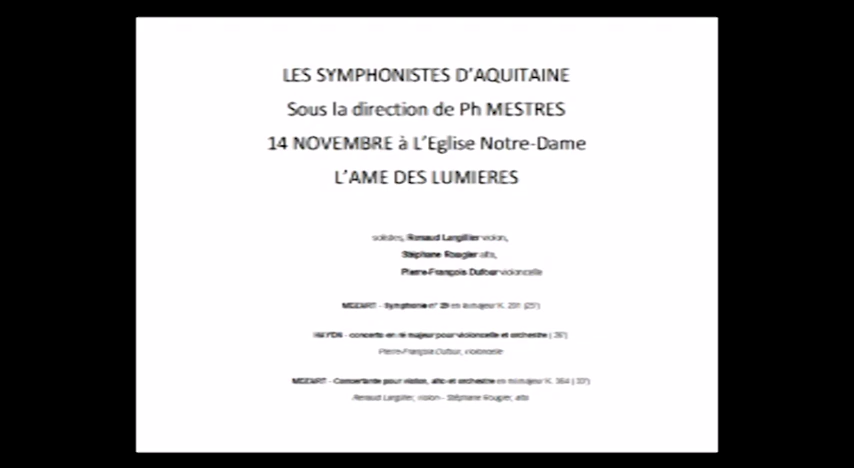 LES SYMPHONISTES D'AQUITAINE
Sous la direction de Ph MESTRES
14 NOVEMBRE à L'Eglise Notre-Dame
L'AME DES LUMIERES
solistes, Renaud Largillier violon,
Stéphane Rougier alto,
Pierre-François Dufour violoncelle
MOZART - Symphonie n° 29 en la majeur K. 201
HAYDN - concerto en ré majeur pour violoncelle et orchestre
Pierre-François Dufour, violoncelle
MOZART - Concertante pour violon, alto et orchestre en mi majeur K. 364
Renaud Largillier, violon - Stéphane Rougier, alto